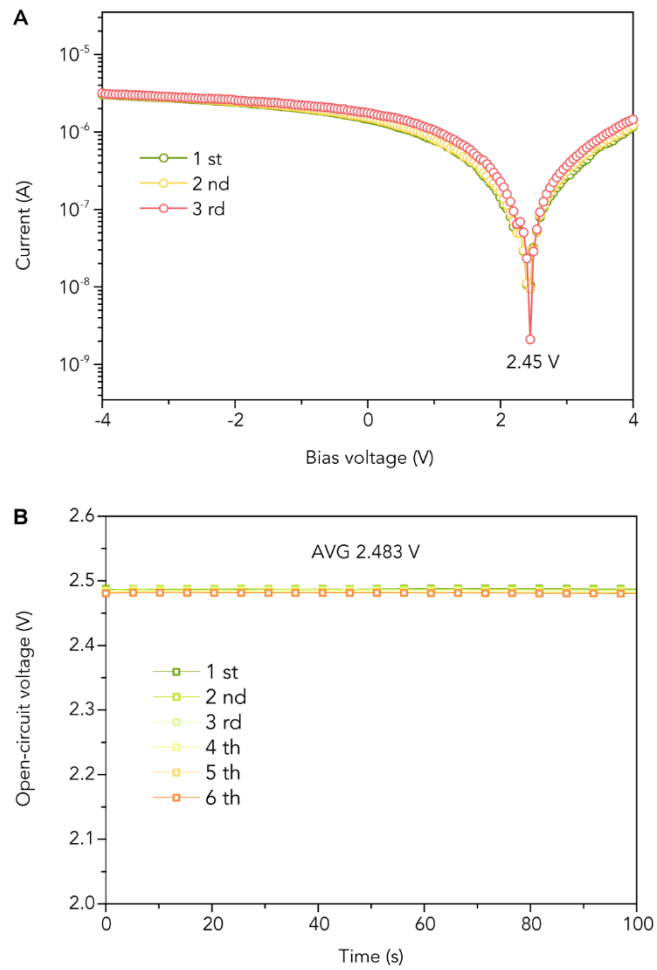 A
10⁻⁵
10⁻⁶
10⁻⁷
10⁻⁸
10⁻⁹
Current (A)
1 st
2 nd
3 rd
2.45 V
-4 -2 0 2 4
Bias voltage (V)
B
2.6
2.5
2.4
2.3
2.2
2.1
2.0
Open-circuit voltage (V)
AVG 2.483 V
1 st
2 nd
3 rd
4 th
5 th
6 th
0 20 40 60 80 100
Time (s)